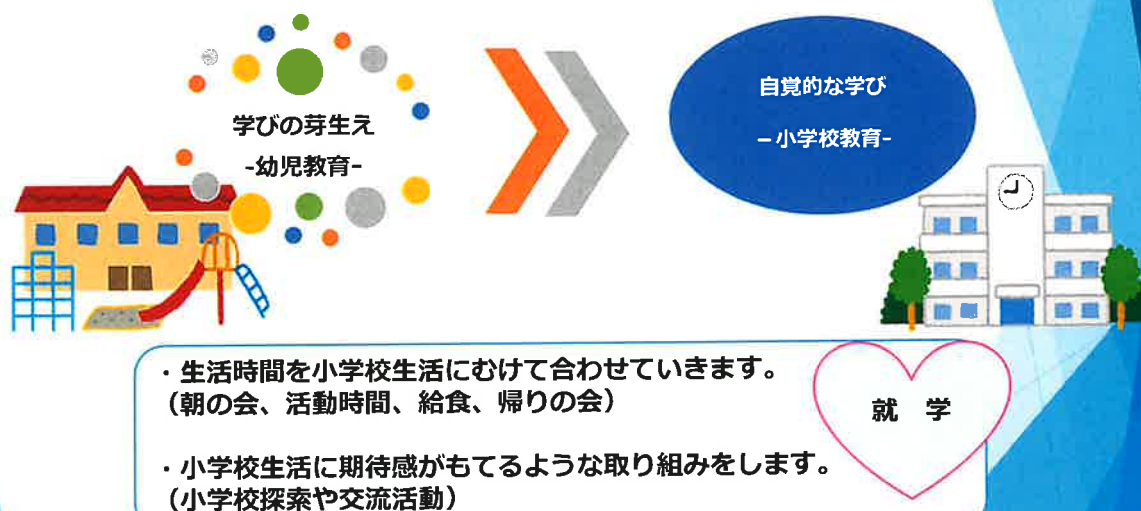 学びの芽生え
-幼児教育-
自覚的な学び
–小学校教育-
・生活時間を小学校生活にむけて合わせていきます。
（朝の会、活動時間、給食、帰りの会）
就　学
・小学校生活に期待感がもてるような取り組みをします。
（小学校探索や交流活動）